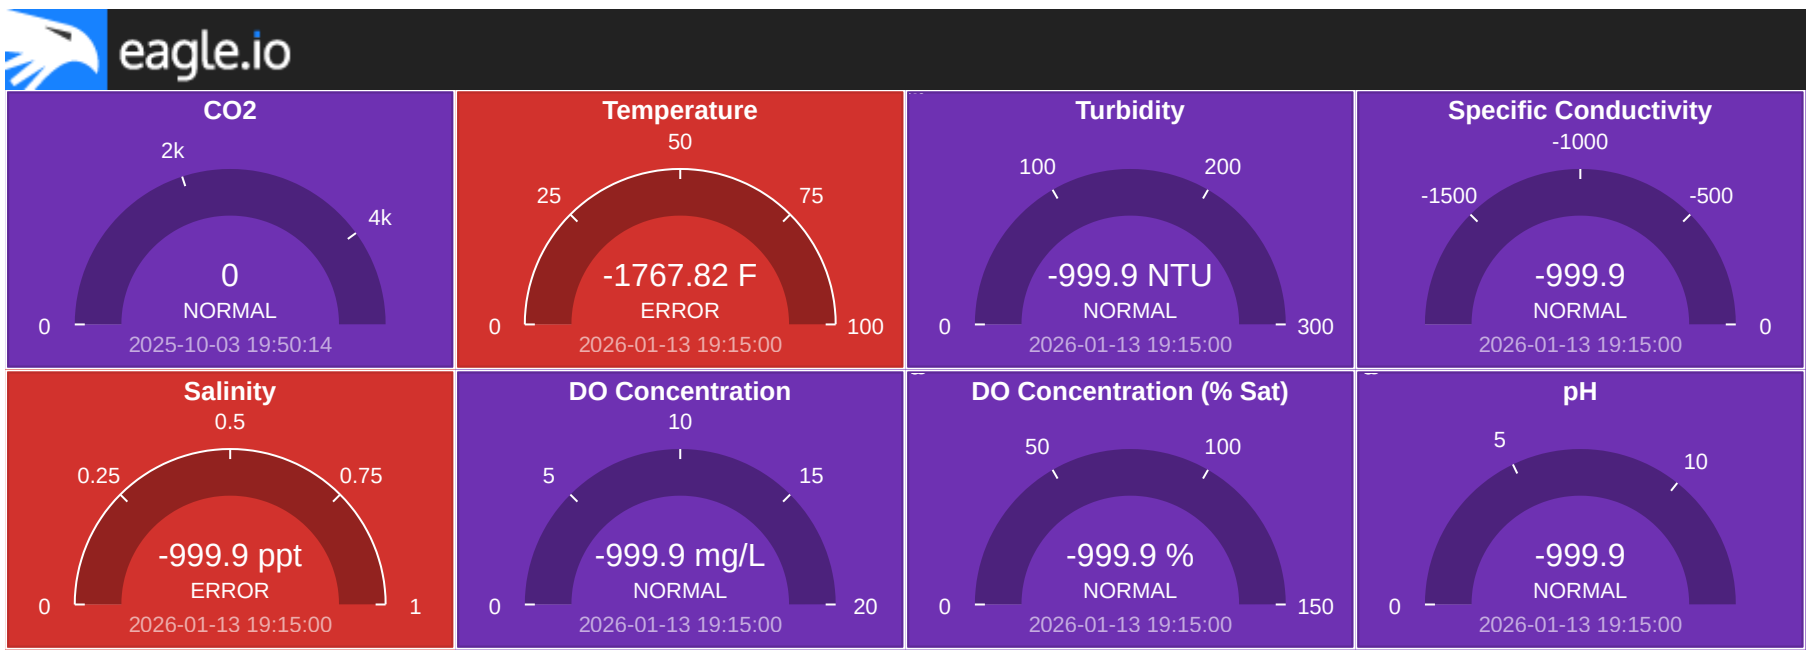 eagle.io
CO2
2k
4k
0
NORMAL
0
2025-10-03 19:50:14
Temperature
50
25
75
-1767.82 F
ERROR
0
100
2026-01-13 19:15:00
Turbidity
100
200
-999.9 NTU
NORMAL
0
300
2026-01-13 19:15:00
Specific Conductivity
-1000
-1500
-500
-999.9
NORMAL
0
2026-01-13 19:15:00
Salinity
0.5
0.25
0.75
-999.9 ppt
ERROR
0
1
2026-01-13 19:15:00
DO Concentration
10
5
15
-999.9 mg/L
NORMAL
0
20
2026-01-13 19:15:00
DO Concentration (% Sat)
50
100
-999.9 %
NORMAL
0
150
2026-01-13 19:15:00
pH
5
10
-999.9
NORMAL
0
2026-01-13 19:15:00